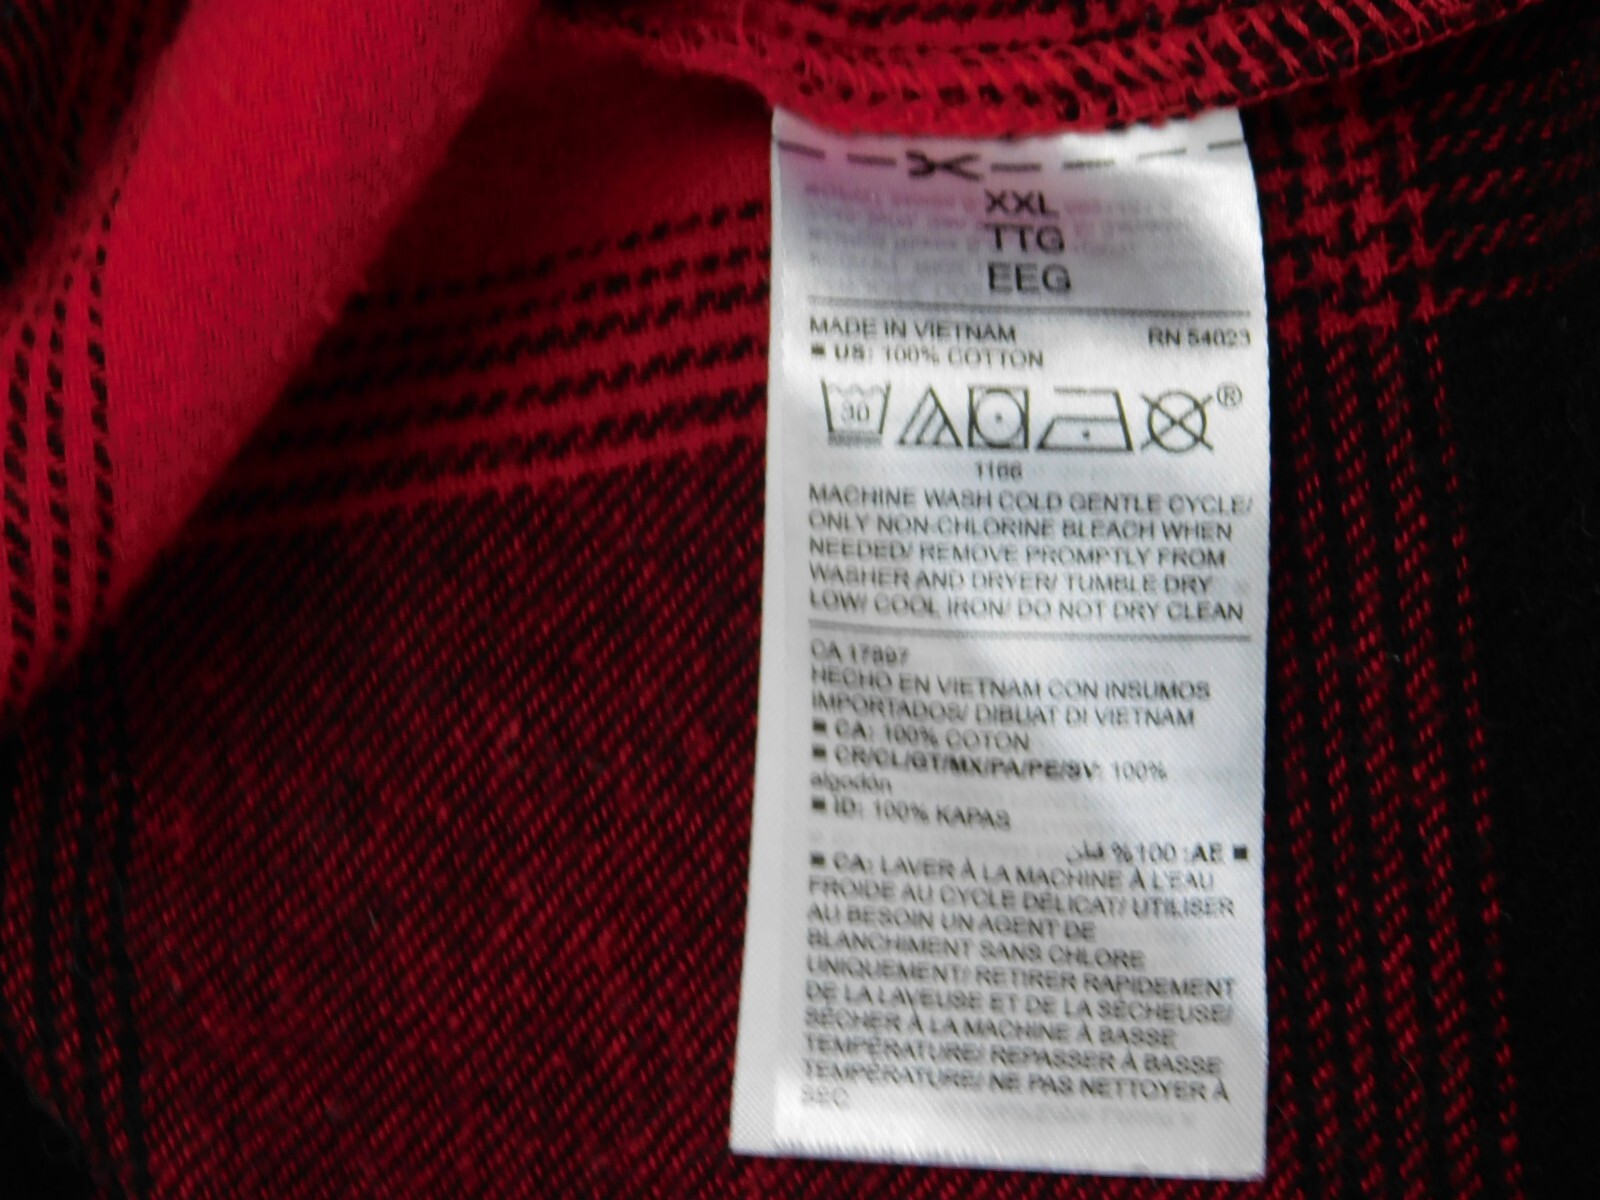 XXL
TTG
EEG
MADE IN VIETNAM RN 54023
■ US: 100% COTTON
30 ®
1166
MACHINE WASH COLD GENTLE CYCLE/
ONLY NON-CHLORINE BLEACH WHEN
NEEDED/ REMOVE PROMPTLY FROM
WASHER AND DRYER/ TUMBLE DRY
LOW/ COOL IRON/ DO NOT DRY CLEAN
CA 17897
HECHO EN VIETNAM CON INSUMOS
IMPORTADOS/ DIBUAT DI VIETNAM
■ CA: 100% COTON
■ CR/CL/GT/MX/PA/PE/SV: 100%
algodón
■ ID: 100% KAPAS
■ AE: 100%
■ CA: LAVER À LA MACHINE À L'EAU
FROIDE AU CYCLE DÉLICAT/ UTILISER
AU BESOIN UN AGENT DE
BLANCHIMENT SANS CHLORE
UNIQUEMENT/ RETIRER RAPIDEMENT
DE LA LAVEUSE ET DE LA SÉCHEUSE/
SÉCHER À LA MACHINE À BASSE
TEMPÉRATURE/ REPASSER À BASSE
TEMPÉRATURE/ NE PAS NETTOYER À
SEC